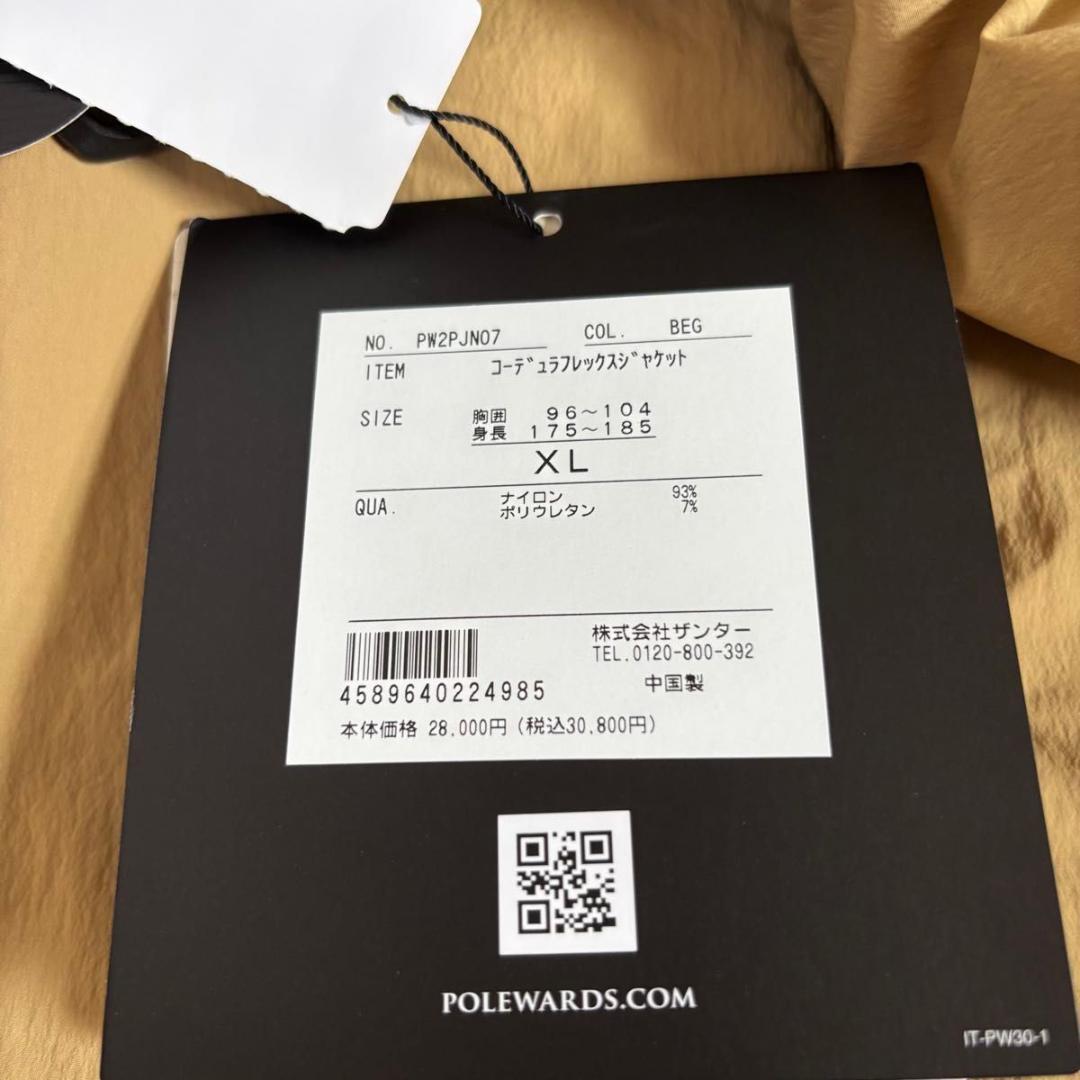 NO. PW2PJN07 COL. BEG
ITEM コーデュラフレックスジャケット
SIZE 胸囲 96〜104
身長 175〜185
XL
QUA. ナイロン 93%
ポリウレタン 7%
株式会社ザンター
TEL.0120-800-392
中国製
4589640224985
本体価格 28,000円(税込30,800円)
POLEWARDS.COM
IT-PW30-1